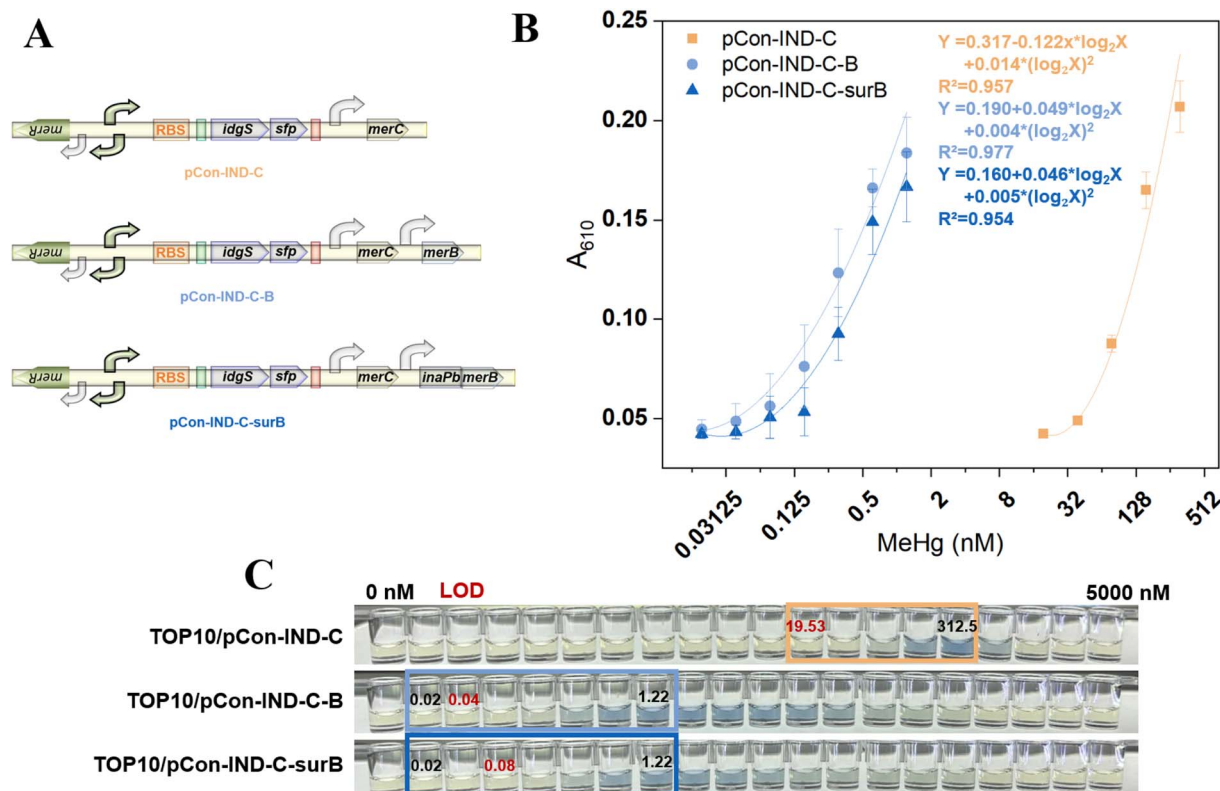 A
merR
RBS
idgS
sfp
merC
pCon-IND-C
merR
RBS
idgS
sfp
merC
merB
pCon-IND-C-B
merR
RBS
idgS
sfp
merC
inaPb
merB
pCon-IND-C-surB
B
0.25
0.20
0.15
0.10
0.05
A610
pCon-IND-C
pCon-IND-C-B
pCon-IND-C-surB
Y =0.317-0.122x*log2X
+0.014*(log2X)²
R²=0.957
Y =0.190+0.049*log2X
+0.004*(log2X)²
R²=0.977
Y =0.160+0.046*log2X
+0.005*(log2X)²
R²=0.954
0.03125
0.125
0.5
2
8
32
128
512
MeHg (nM)
C
0 nM
LOD
5000 nM
TOP10/pCon-IND-C
19.53
312.5
TOP10/pCon-IND-C-B
0.02
0.04
1.22
TOP10/pCon-IND-C-surB
0.02
0.08
1.22